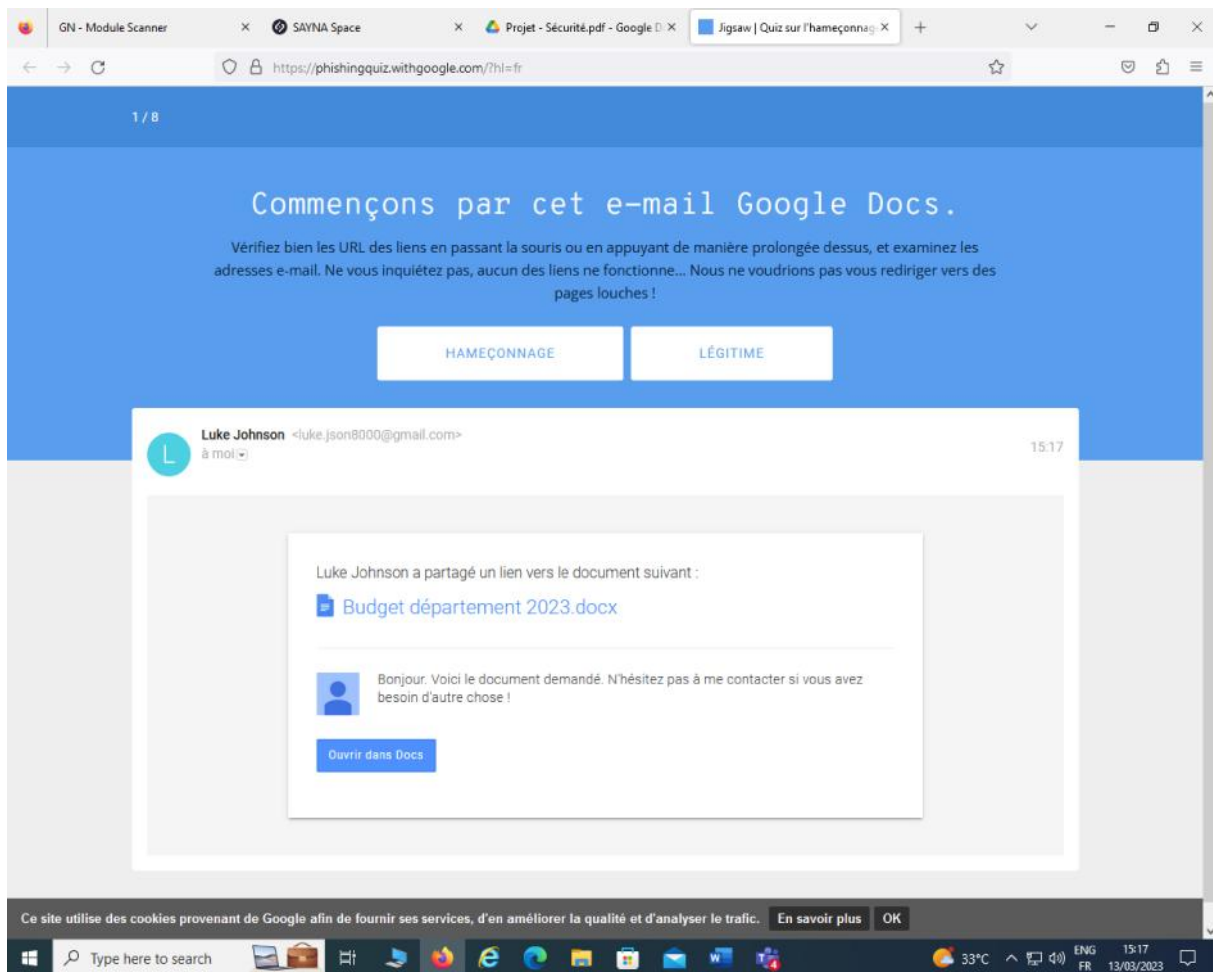 GN - Module Scanner
SAYNA Space
Projet - Sécurité.pdf - Google D
Jigsaw | Quiz sur l'hameçonnag
https://phishingquiz.withgoogle.com/?hl=fr
1 / 8
Commençons par cet e-mail Google Docs.
Vérifiez bien les URL des liens en passant la souris ou en appuyant de manière prolongée dessus, et examinez les
adresses e-mail. Ne vous inquiétez pas, aucun des liens ne fonctionne... Nous ne voudrions pas vous rediriger vers des
pages louches !
HAMEÇONNAGE
LÉGITIME
L
Luke Johnson <luke.json8000@gmail.com>
à moi
15:17
Luke Johnson a partagé un lien vers le document suivant :
Budget département 2023.docx
Bonjour. Voici le document demandé. N'hésitez pas à me contacter si vous avez
besoin d'autre chose !
Ouvrir dans Docs
Ce site utilise des cookies provenant de Google afin de fournir ses services, d'en améliorer la qualité et d'analyser le trafic. En savoir plus OK
Type here to search
4
33°C
ENG
FR
15:17
13/03/2023